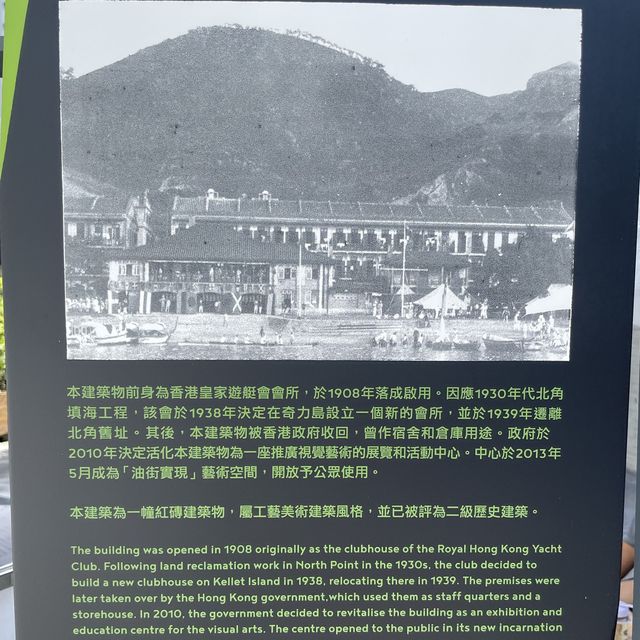 本建築物前身為香港皇家遊艇會會所，於1908年落成啟用。因應1930年代北角
填海工程，該會於1938年決定在奇力島設立一個新的會所，並於1939年遷離
北角舊址。其後，本建築物被香港政府收回，曾作宿舍和倉庫用途。政府於
2010年決定活化本建築物為一座推廣視覺藝術的展覽和活動中心。中心於2013年
5月成為「油街實現」藝術空間，開放予公眾使用。
本建築為一幢紅磚建築物，屬工藝美術建築風格，並已被評為二級歷史建築。
The building was opened in 1908 originally as the clubhouse of the Royal Hong Kong Yacht
Club. Following land reclamation work in North Point in the 1930s, the club decided to
build a new clubhouse on Kellet Island in 1938, relocating there in 1939. The premises were
later taken over by the Hong Kong government,which used them as staff quarters and a
storehouse. In 2010, the government decided to revitalise the building as an exhibition and
education centre for the visual arts. The centre opened to the public in its new incarnation